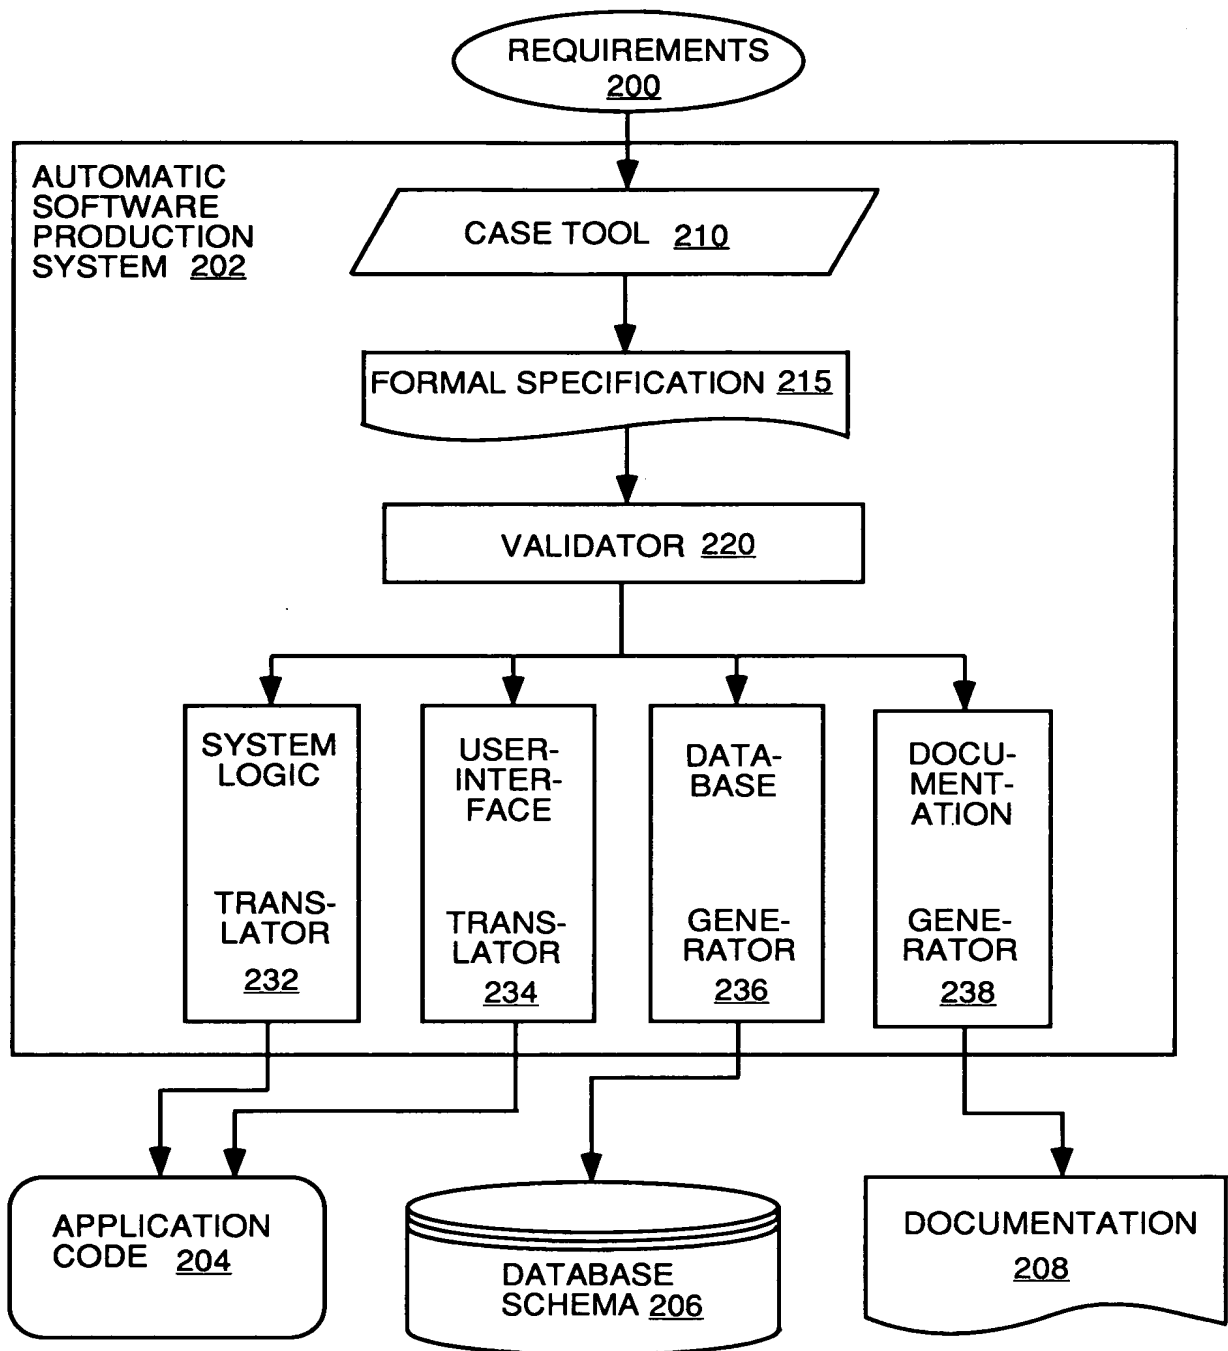 REQUIREMENTS
200
AUTOMATIC
SOFTWARE
PRODUCTION
SYSTEM 202
CASE TOOL 210
FORMAL SPECIFICATION 215
VALIDATOR 220
SYSTEM
LOGIC
TRANS-
LATOR
232
USER-
INTER-
FACE
TRANS-
LATOR
234
DATA-
BASE
GENE-
RATOR
236
DOCU-
MENT-
ATION
GENE-
RATOR
238
APPLICATION
CODE 204
DATABASE
SCHEMA 206
DOCUMENTATION
208